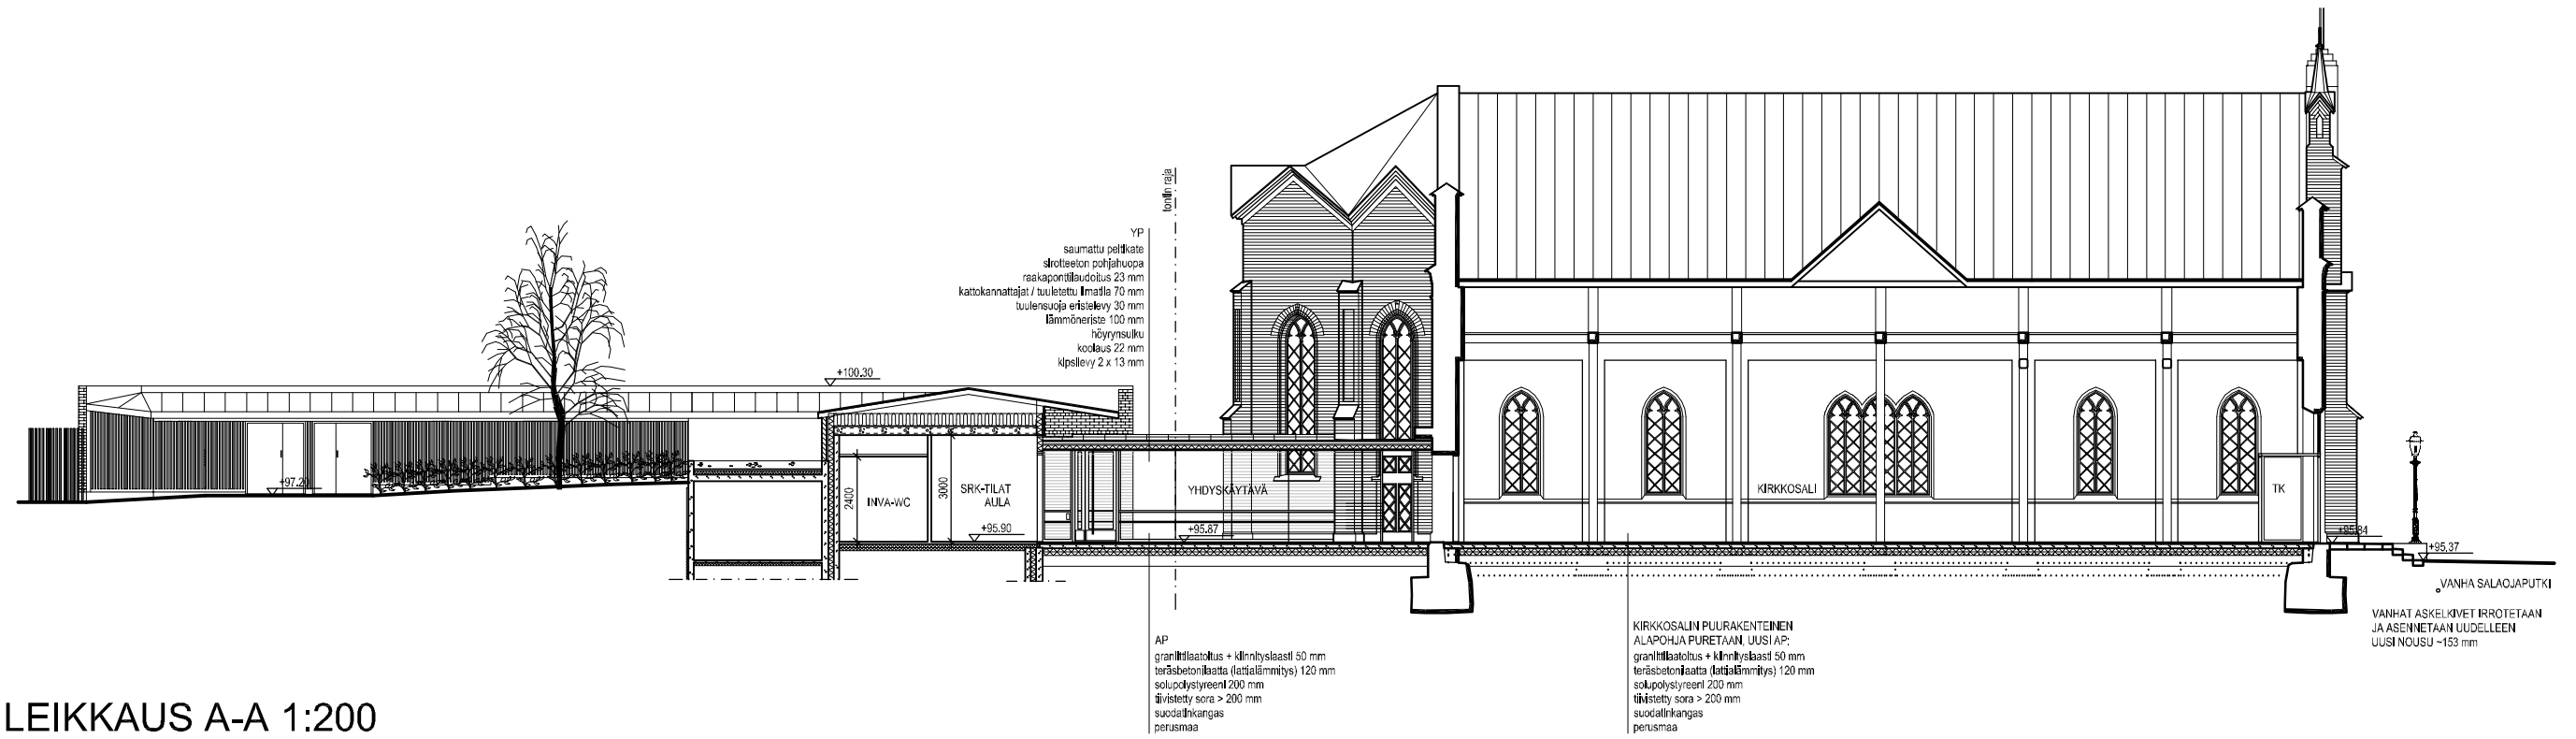 tontin raja
YP
saumattu peltikate
sirotteeton pohjahuopa
raakaponttilaudoitus 23 mm
kattokannattajat / tuuletettu ilmatila 70 mm
tuulensuoja eristelevy 30 mm
lämmöneriste 100 mm
höyrynsulku
koolaus 22 mm
kipsilevy 2 x 13 mm
+100.30
+97.20
2400
INVA-WC
3000
SRK-TILAT
AULA
+95.90
YHDYSKÄYTÄVÄ
+95.87
KIRKKOSALI
TK
+95.84
+95.37
VANHA SALAOJAPUTKI
VANHAT ASKELKIVET IRROTETAAN
JA ASENNETAAN UUDELLEEN
UUSI NOUSU ~153 mm
AP
graniittilaatoitus + kiinnityslaasti 50 mm
teräsbetonilaatta (lattialämmitys) 120 mm
solupolystyreeni 200 mm
tiivistetty sora > 200 mm
suodatinkangas
perusmaa
KIRKKOSALIN PUURAKENTEINEN
ALAPOHJA PURETAAN, UUSI AP:
graniittilaatoitus + kiinnityslaasti 50 mm
teräsbetonilaatta (lattialämmitys) 120 mm
solupolystyreeni 200 mm
tiivistetty sora > 200 mm
suodatinkangas
perusmaa
LEIKKAUS A-A 1:200